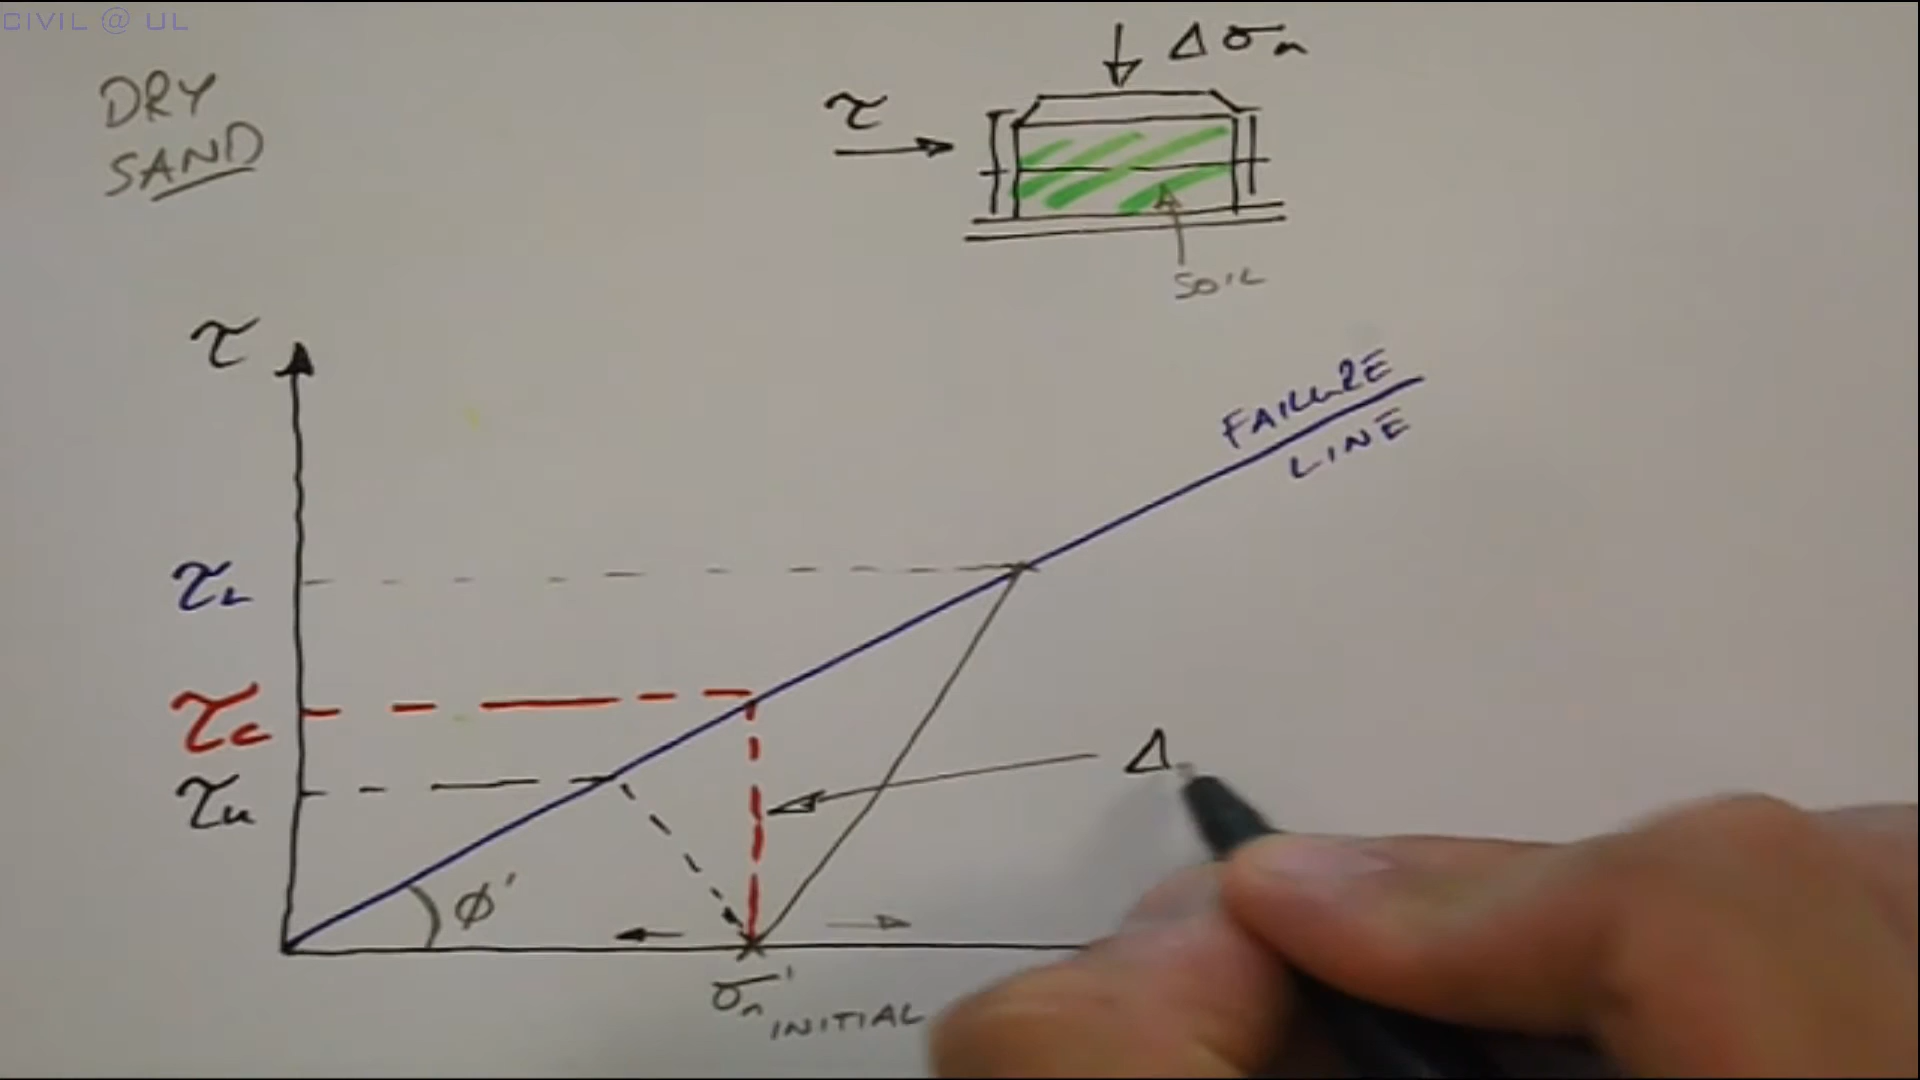 CIVIL @ UL
DRY
SAND
Δσn
τ
SOIL
τ
FAILURE
LINE
τL
τc
τu
Δ
φ'
σn' INITIAL